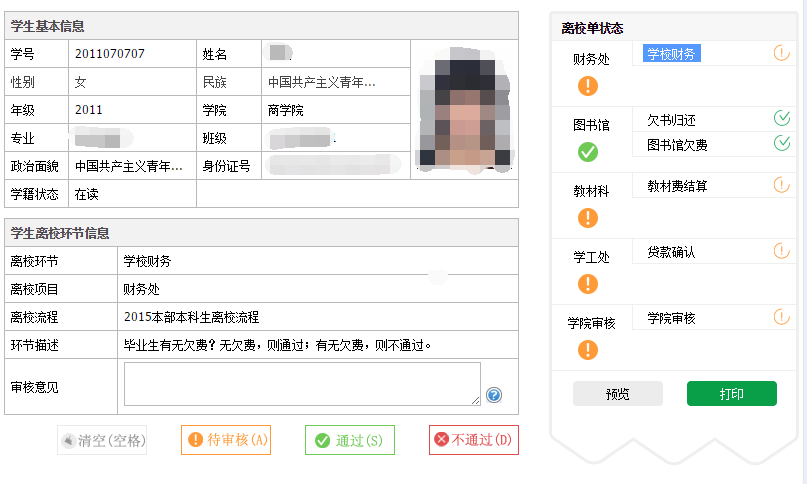 学生基本信息
学号 2011070707 姓名
性别 女 民族 中国共产主义青年...
年级 2011 学院 商学院
专业 班级
政治面貌 中国共产主义青年... 身份证号
学籍状态 在读
学生离校环节信息
离校环节 学校财务
离校项目 财务处
离校流程 2015本部本科生离校流程
环节描述 毕业生有无欠费？无欠费，则通过；有无欠费，则不通过。
审核意见
清空(空格) 待审核(A) 通过(S) 不通过(D)
离校单状态
财务处 学校财务
图书馆 欠书归还
图书馆欠费
教材科 教材费结算
学工处 贷款确认
学院审核 学院审核
预览 打印